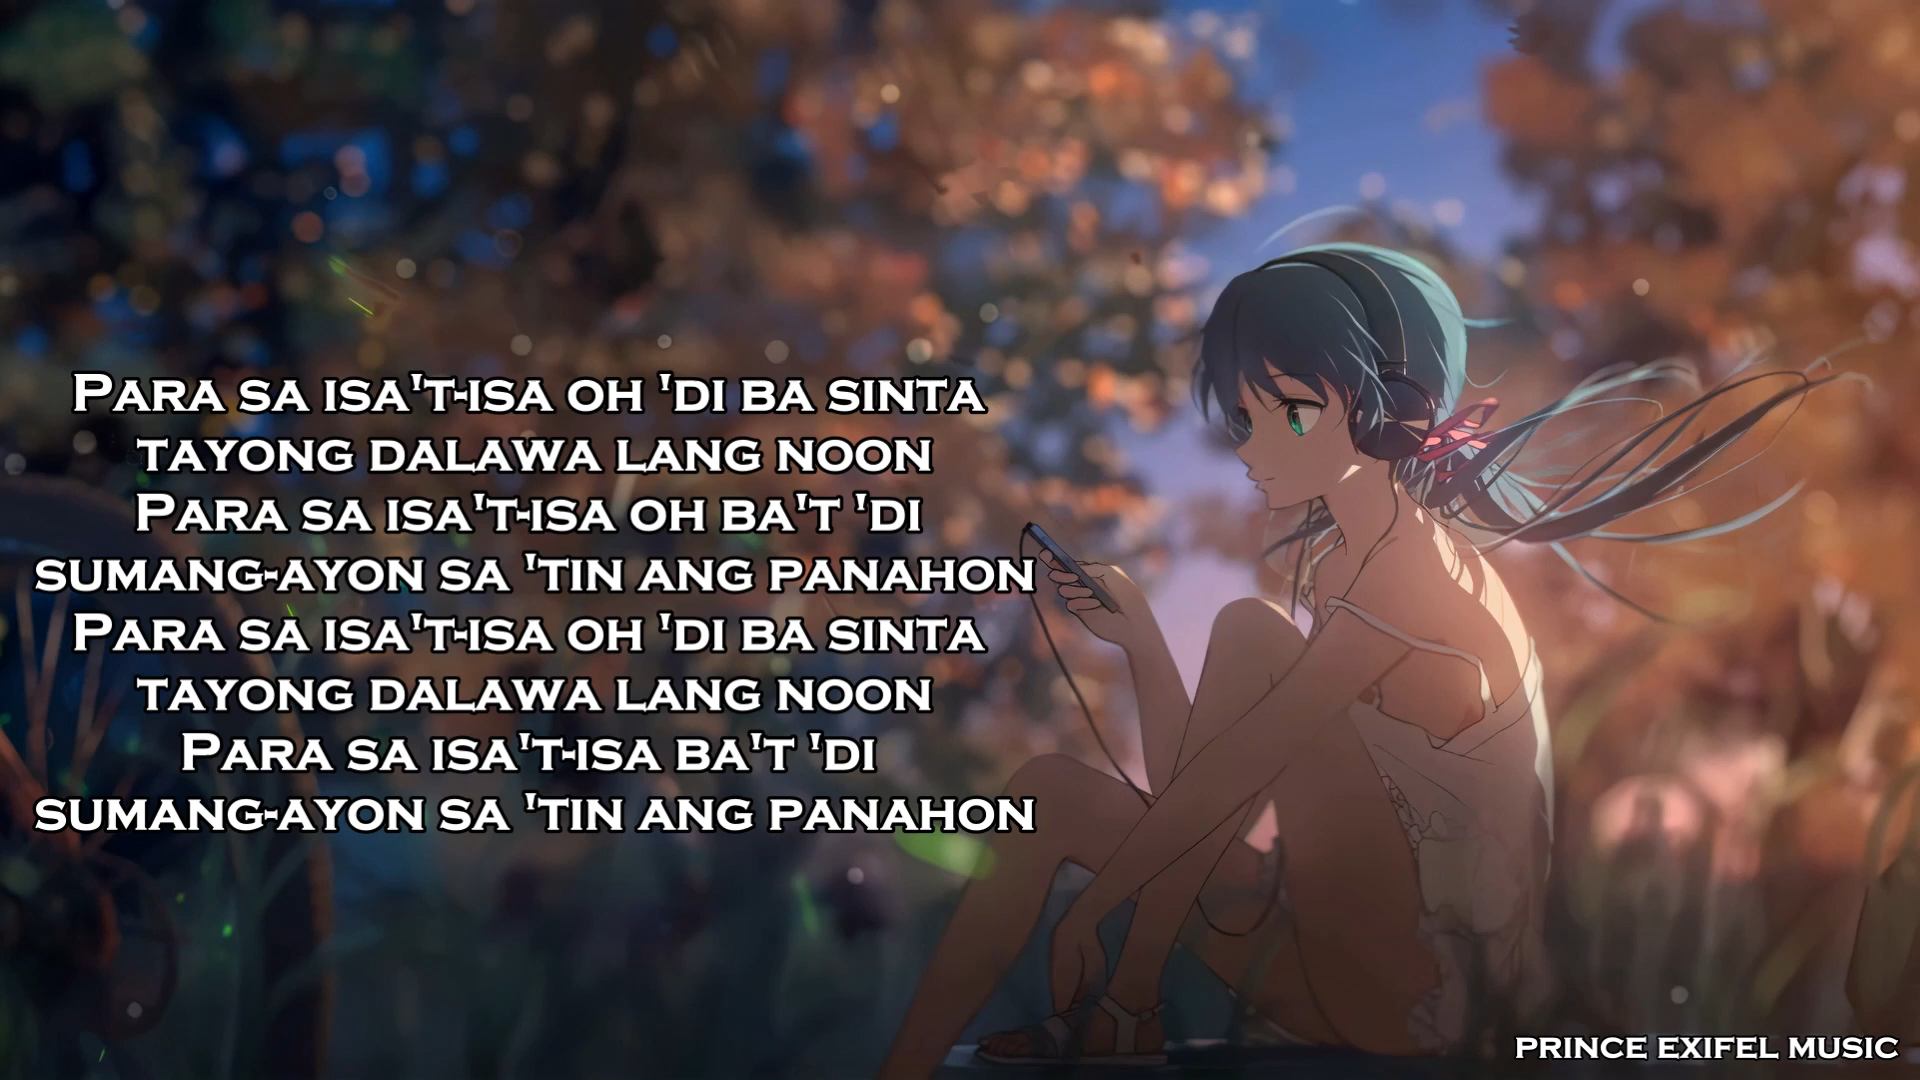 Para sa isa't-isa oh 'di ba sinta
tayong dalawa lang noon
Para sa isa't-isa oh ba't 'di
sumang-ayon sa 'tin ang panahon
Para sa isa't-isa oh 'di ba sinta
tayong dalawa lang noon
Para sa isa't-isa ba't 'di
sumang-ayon sa 'tin ang panahon
PRINCE EXIFEL MUSIC